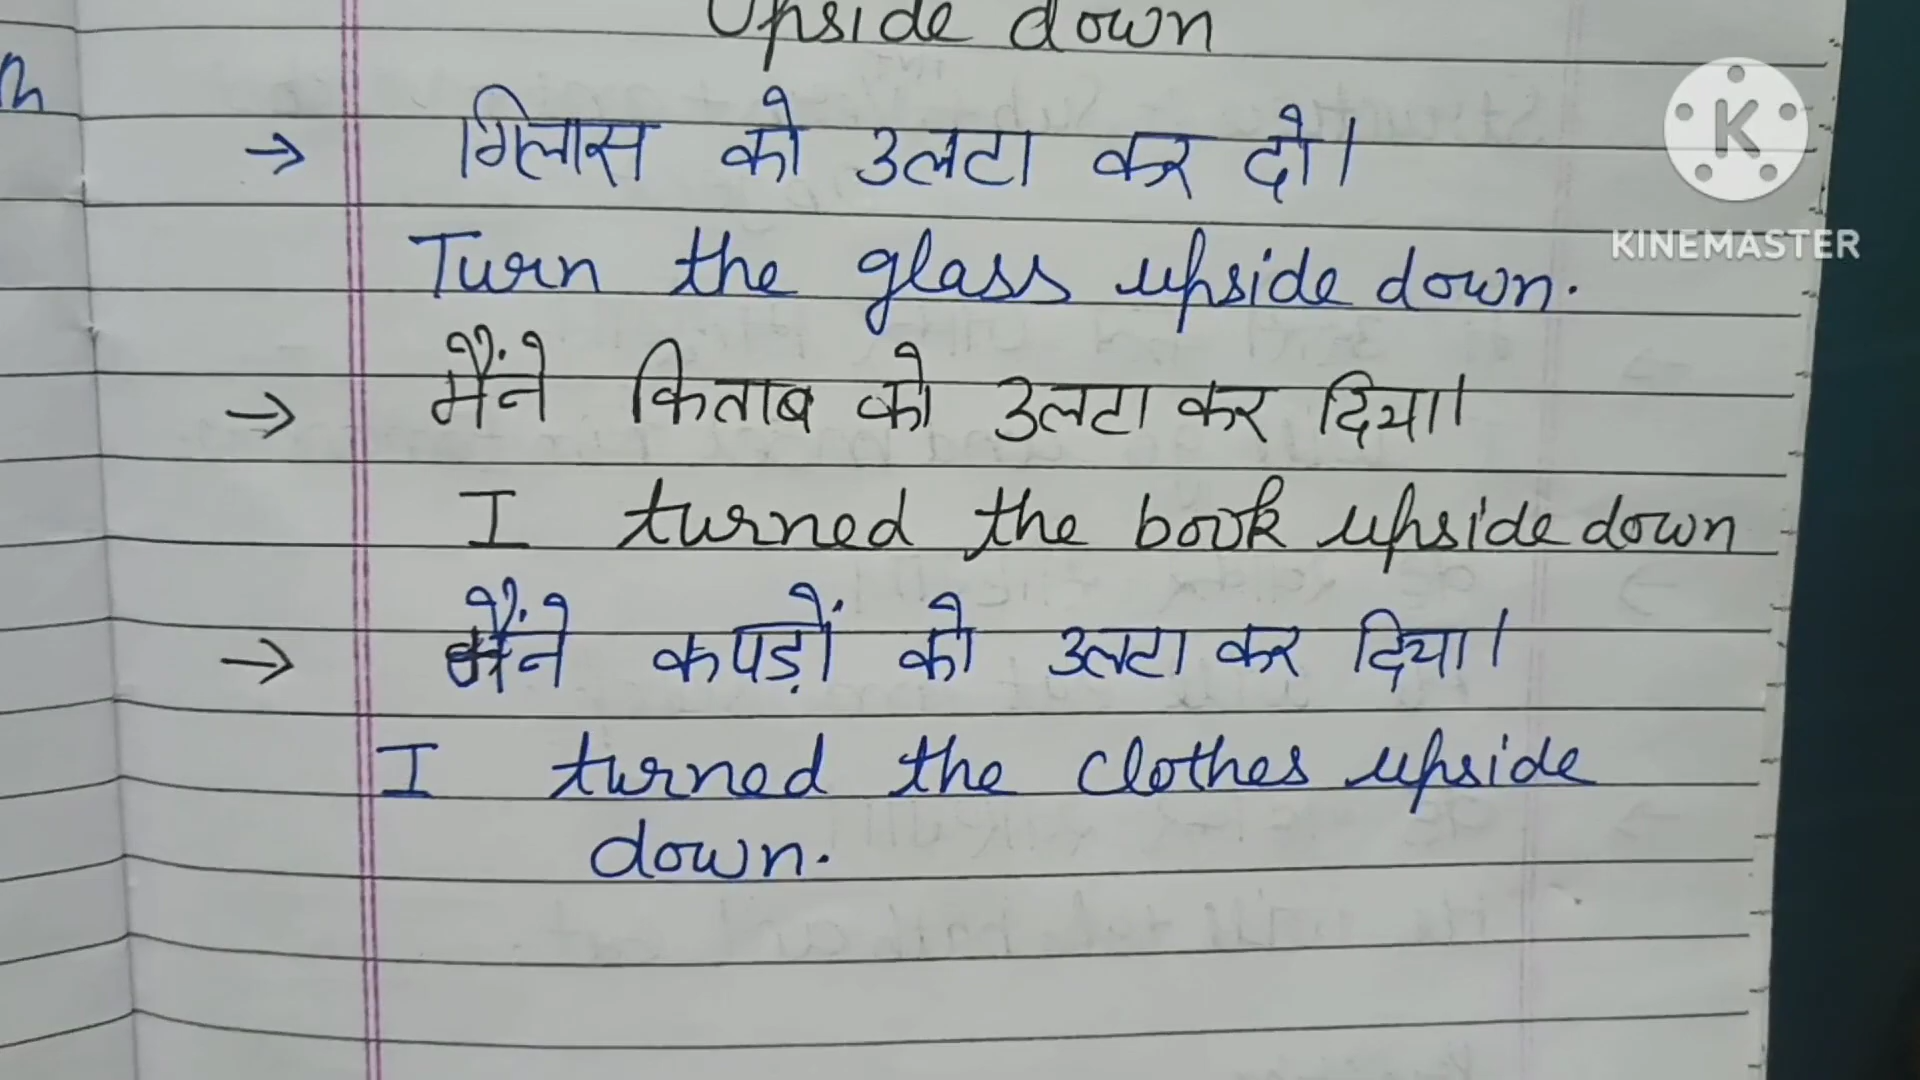 Upside down
→ गिलास को उलटा कर दो।
Turn the glass upside down.
→ मैंने किताब को उलटा कर दिया।
I turned the book upside down
→ मैंने कपड़ों को उलटा कर दिया।
I turned the clothes upside
down.
KINEMASTER